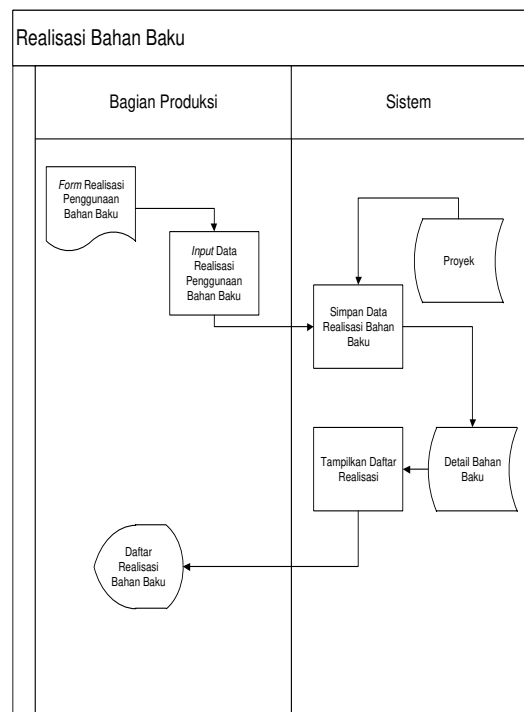 Realisasi Bahan Baku
Bagian Produksi
Sistem
Form Realisasi
Penggunaan
Bahan Baku
Input Data
Realisasi
Penggunaan
Bahan Baku
Proyek
Simpan Data
Realisasi Bahan
Baku
Tampilkan Daftar
Realisasi
Detail Bahan
Baku
Daftar
Realisasi
Bahan Baku